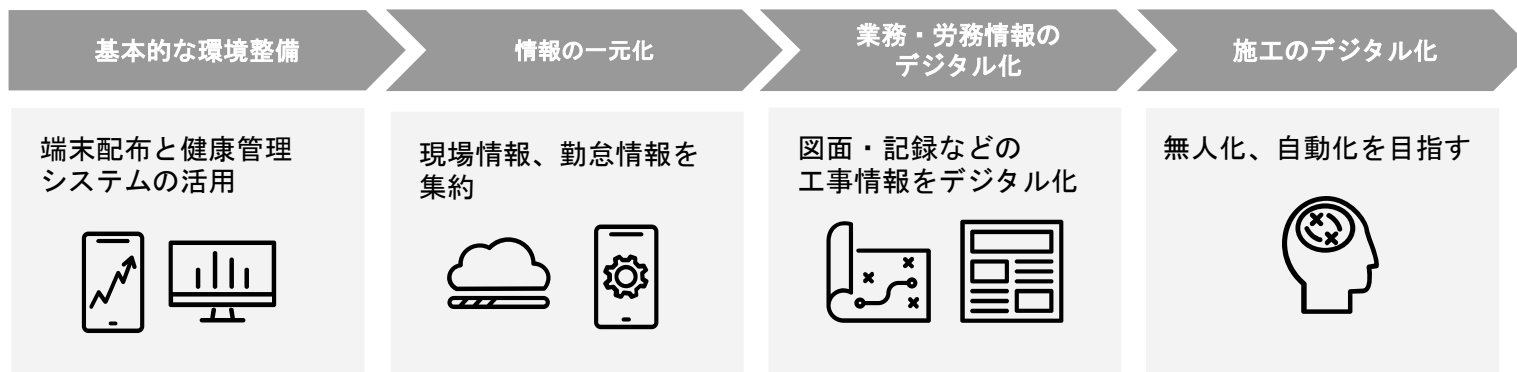 基本的な環境整備
情報の一元化
業務・労務情報の
デジタル化
施工のデジタル化
端末配布と健康管理
システムの活用
現場情報、勤怠情報を
集約
図面・記録などの
工事情報をデジタル化
無人化、自動化を目指す